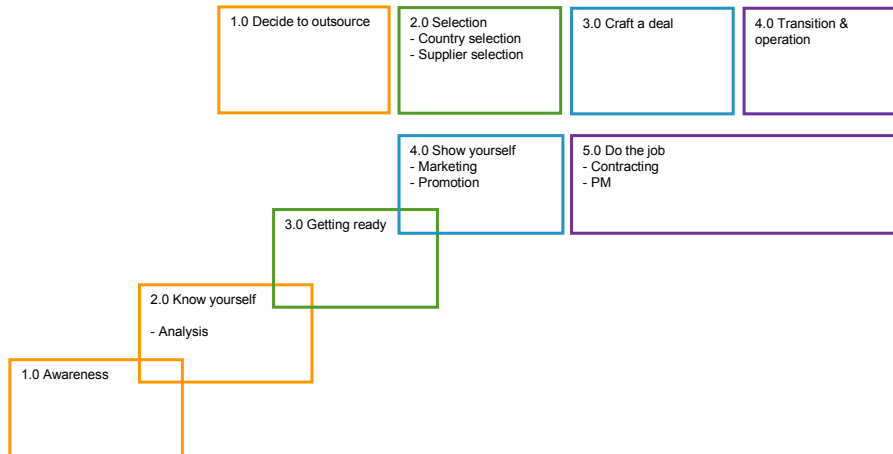 1.0 Decide to outsource
2.0 Selection
- Country selection
- Supplier selection
3.0 Craft a deal
4.0 Transition &
operation
4.0 Show yourself
- Marketing
- Promotion
5.0 Do the job
- Contracting
- PM
3.0 Getting ready
2.0 Know yourself
- Analysis
1.0 Awareness